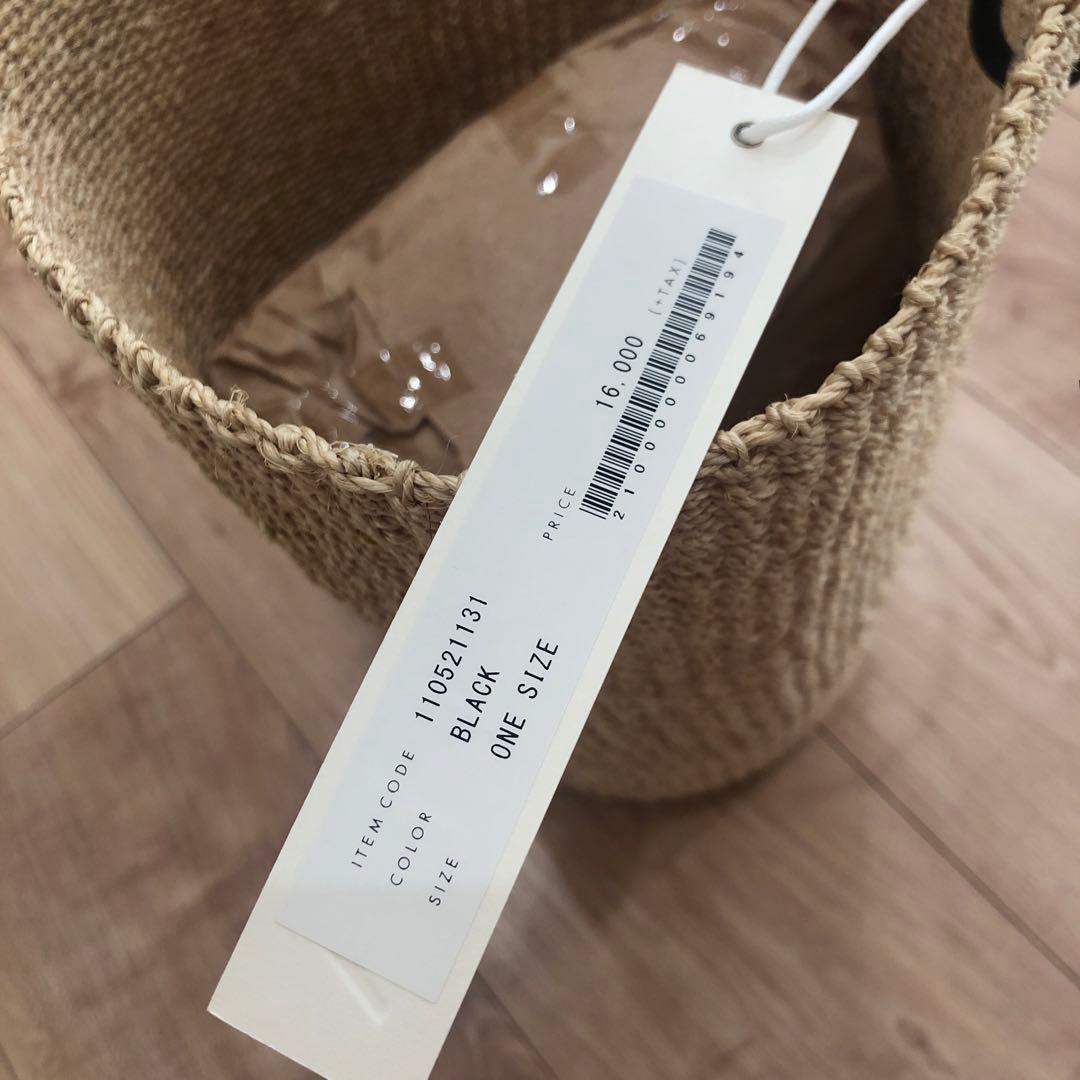 ITEM CODE 110521131
COLOR BLACK
SIZE ONE SIZE
PRICE 16,000 (+TAX)
2100000069194